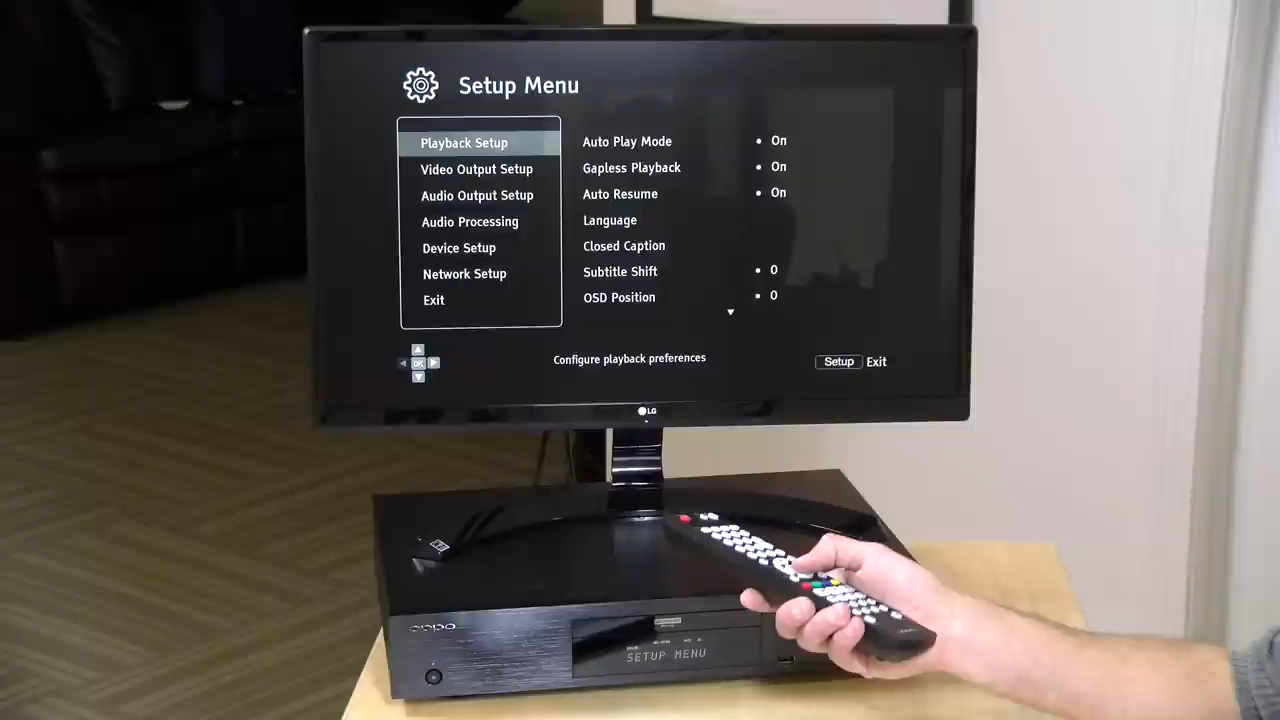 Setup Menu
Playback Setup
Video Output Setup
Audio Output Setup
Audio Processing
Device Setup
Network Setup
Exit
Auto Play Mode • On
Gapless Playback • On
Auto Resume • On
Language
Closed Caption
Subtitle Shift • 0
OSD Position • 0
OK
Configure playback preferences
Setup Exit
LG
oppo
SETUP MENU